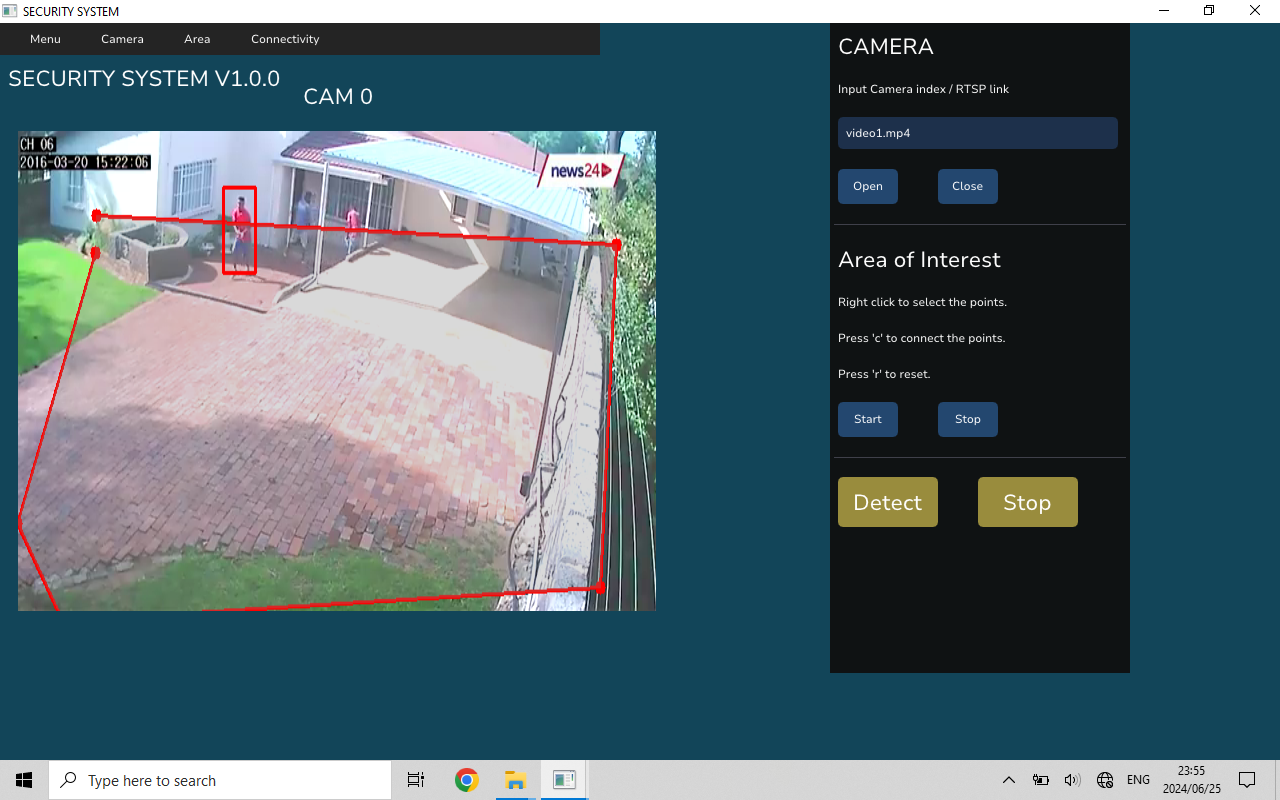 SECURITY SYSTEM
Menu Camera Area Connectivity
SECURITY SYSTEM V1.0.0
CAM 0
CH 06
2016-03-20 15:22:06
news24
CAMERA
Input Camera index / RTSP link
video1.mp4
Open Close
Area of Interest
Right click to select the points.
Press 'c' to connect the points.
Press 'r' to reset.
Start Stop
Detect Stop
Type here to search
ENG
23:55
2024/06/25